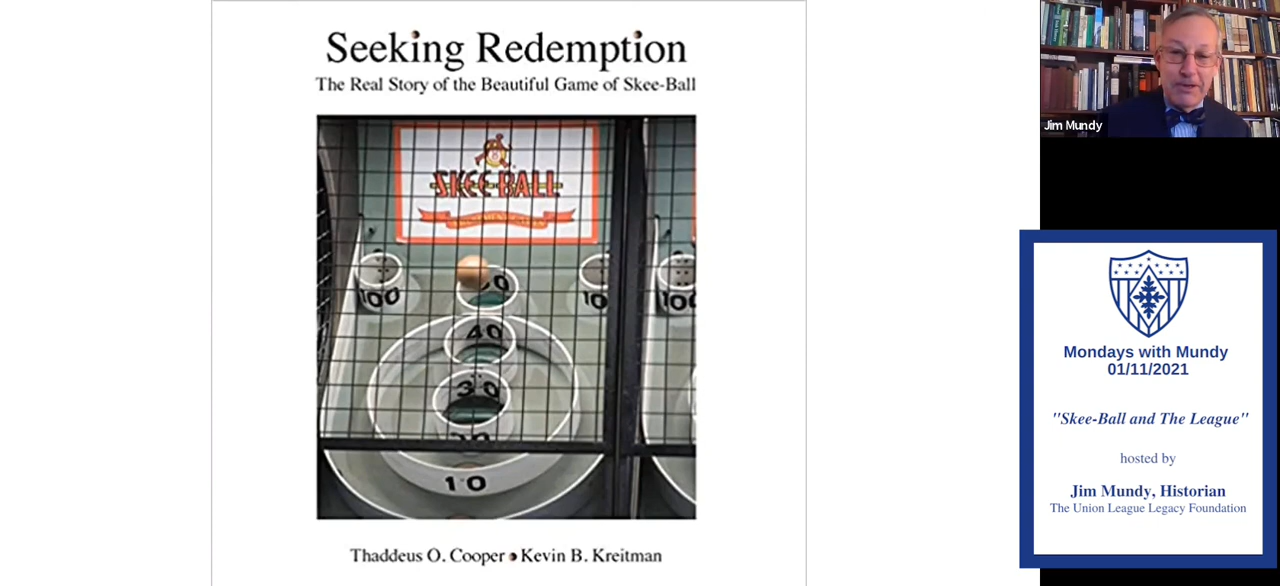 Seeking Redemption
The Real Story of the Beautiful Game of Skee-Ball
SKEE-BALL
100
40
30
10
10
100
Thaddeus O. Cooper • Kevin B. Kreitman
Jim Mundy
Mondays with Mundy
01/11/2021
"Skee-Ball and The League"
hosted by
Jim Mundy, Historian
The Union League Legacy Foundation